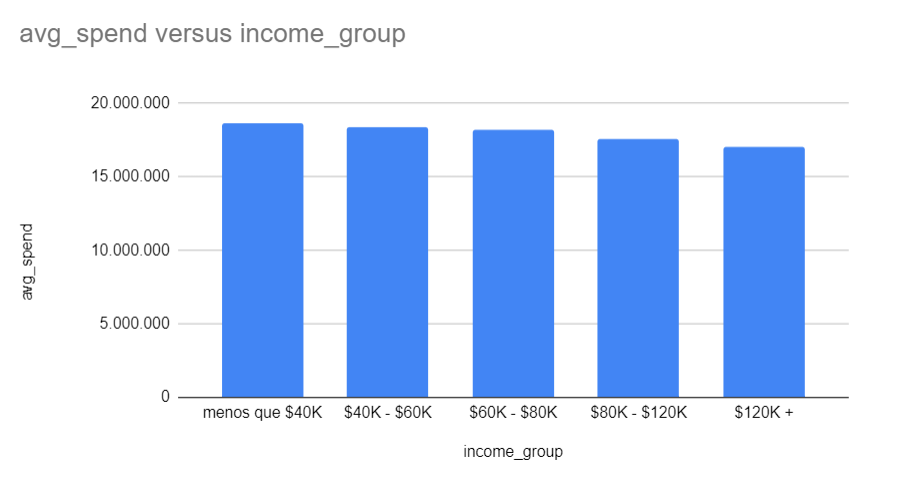 avg_spend versus income_group
avg_spend
20.000.000
15.000.000
10.000.000
5.000.000
0
menos que $40K
$40K - $60K
$60K - $80K
$80K - $120K
$120K +
income_group